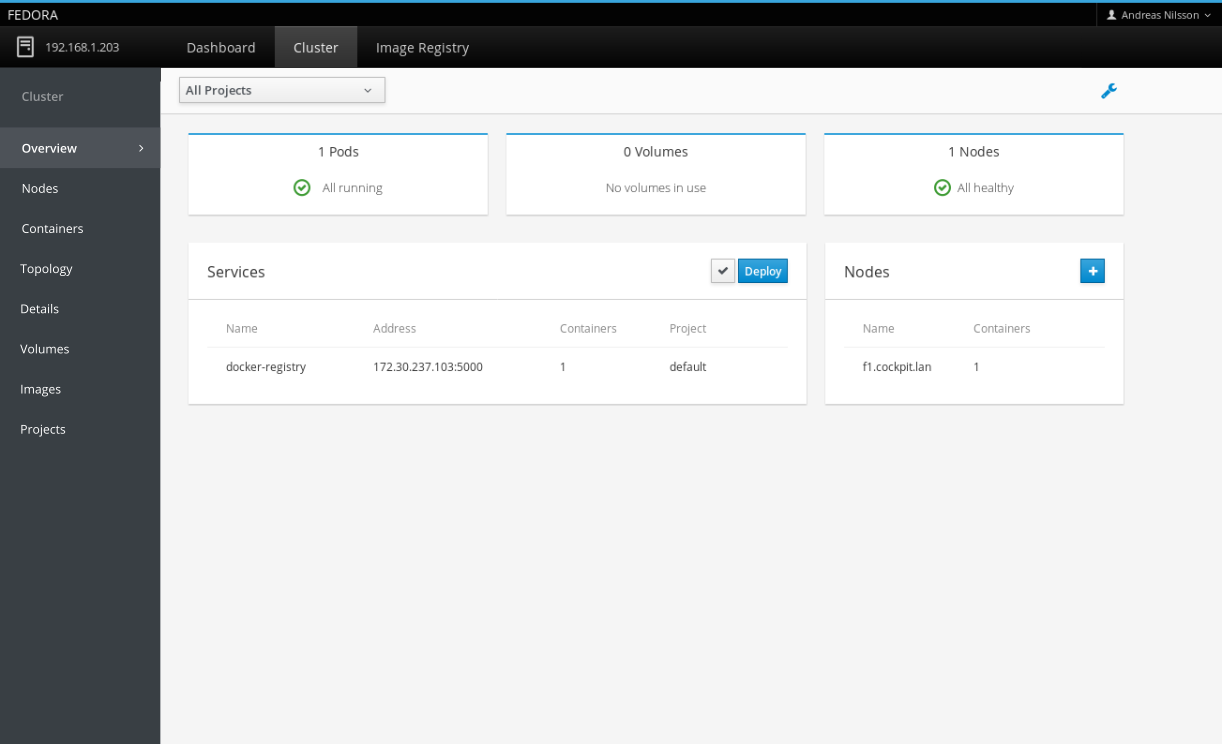 FEDORA
Andreas Nilsson
192.168.1.203
Dashboard
Cluster
Image Registry
Cluster
Overview
Nodes
Containers
Topology
Details
Volumes
Images
Projects
All Projects
1 Pods
All running
0 Volumes
No volumes in use
1 Nodes
All healthy
Services
Deploy
Name Address Containers Project
docker-registry 172.30.237.103:5000 1 default
Nodes
Name Containers
f1.cockpit.lan 1